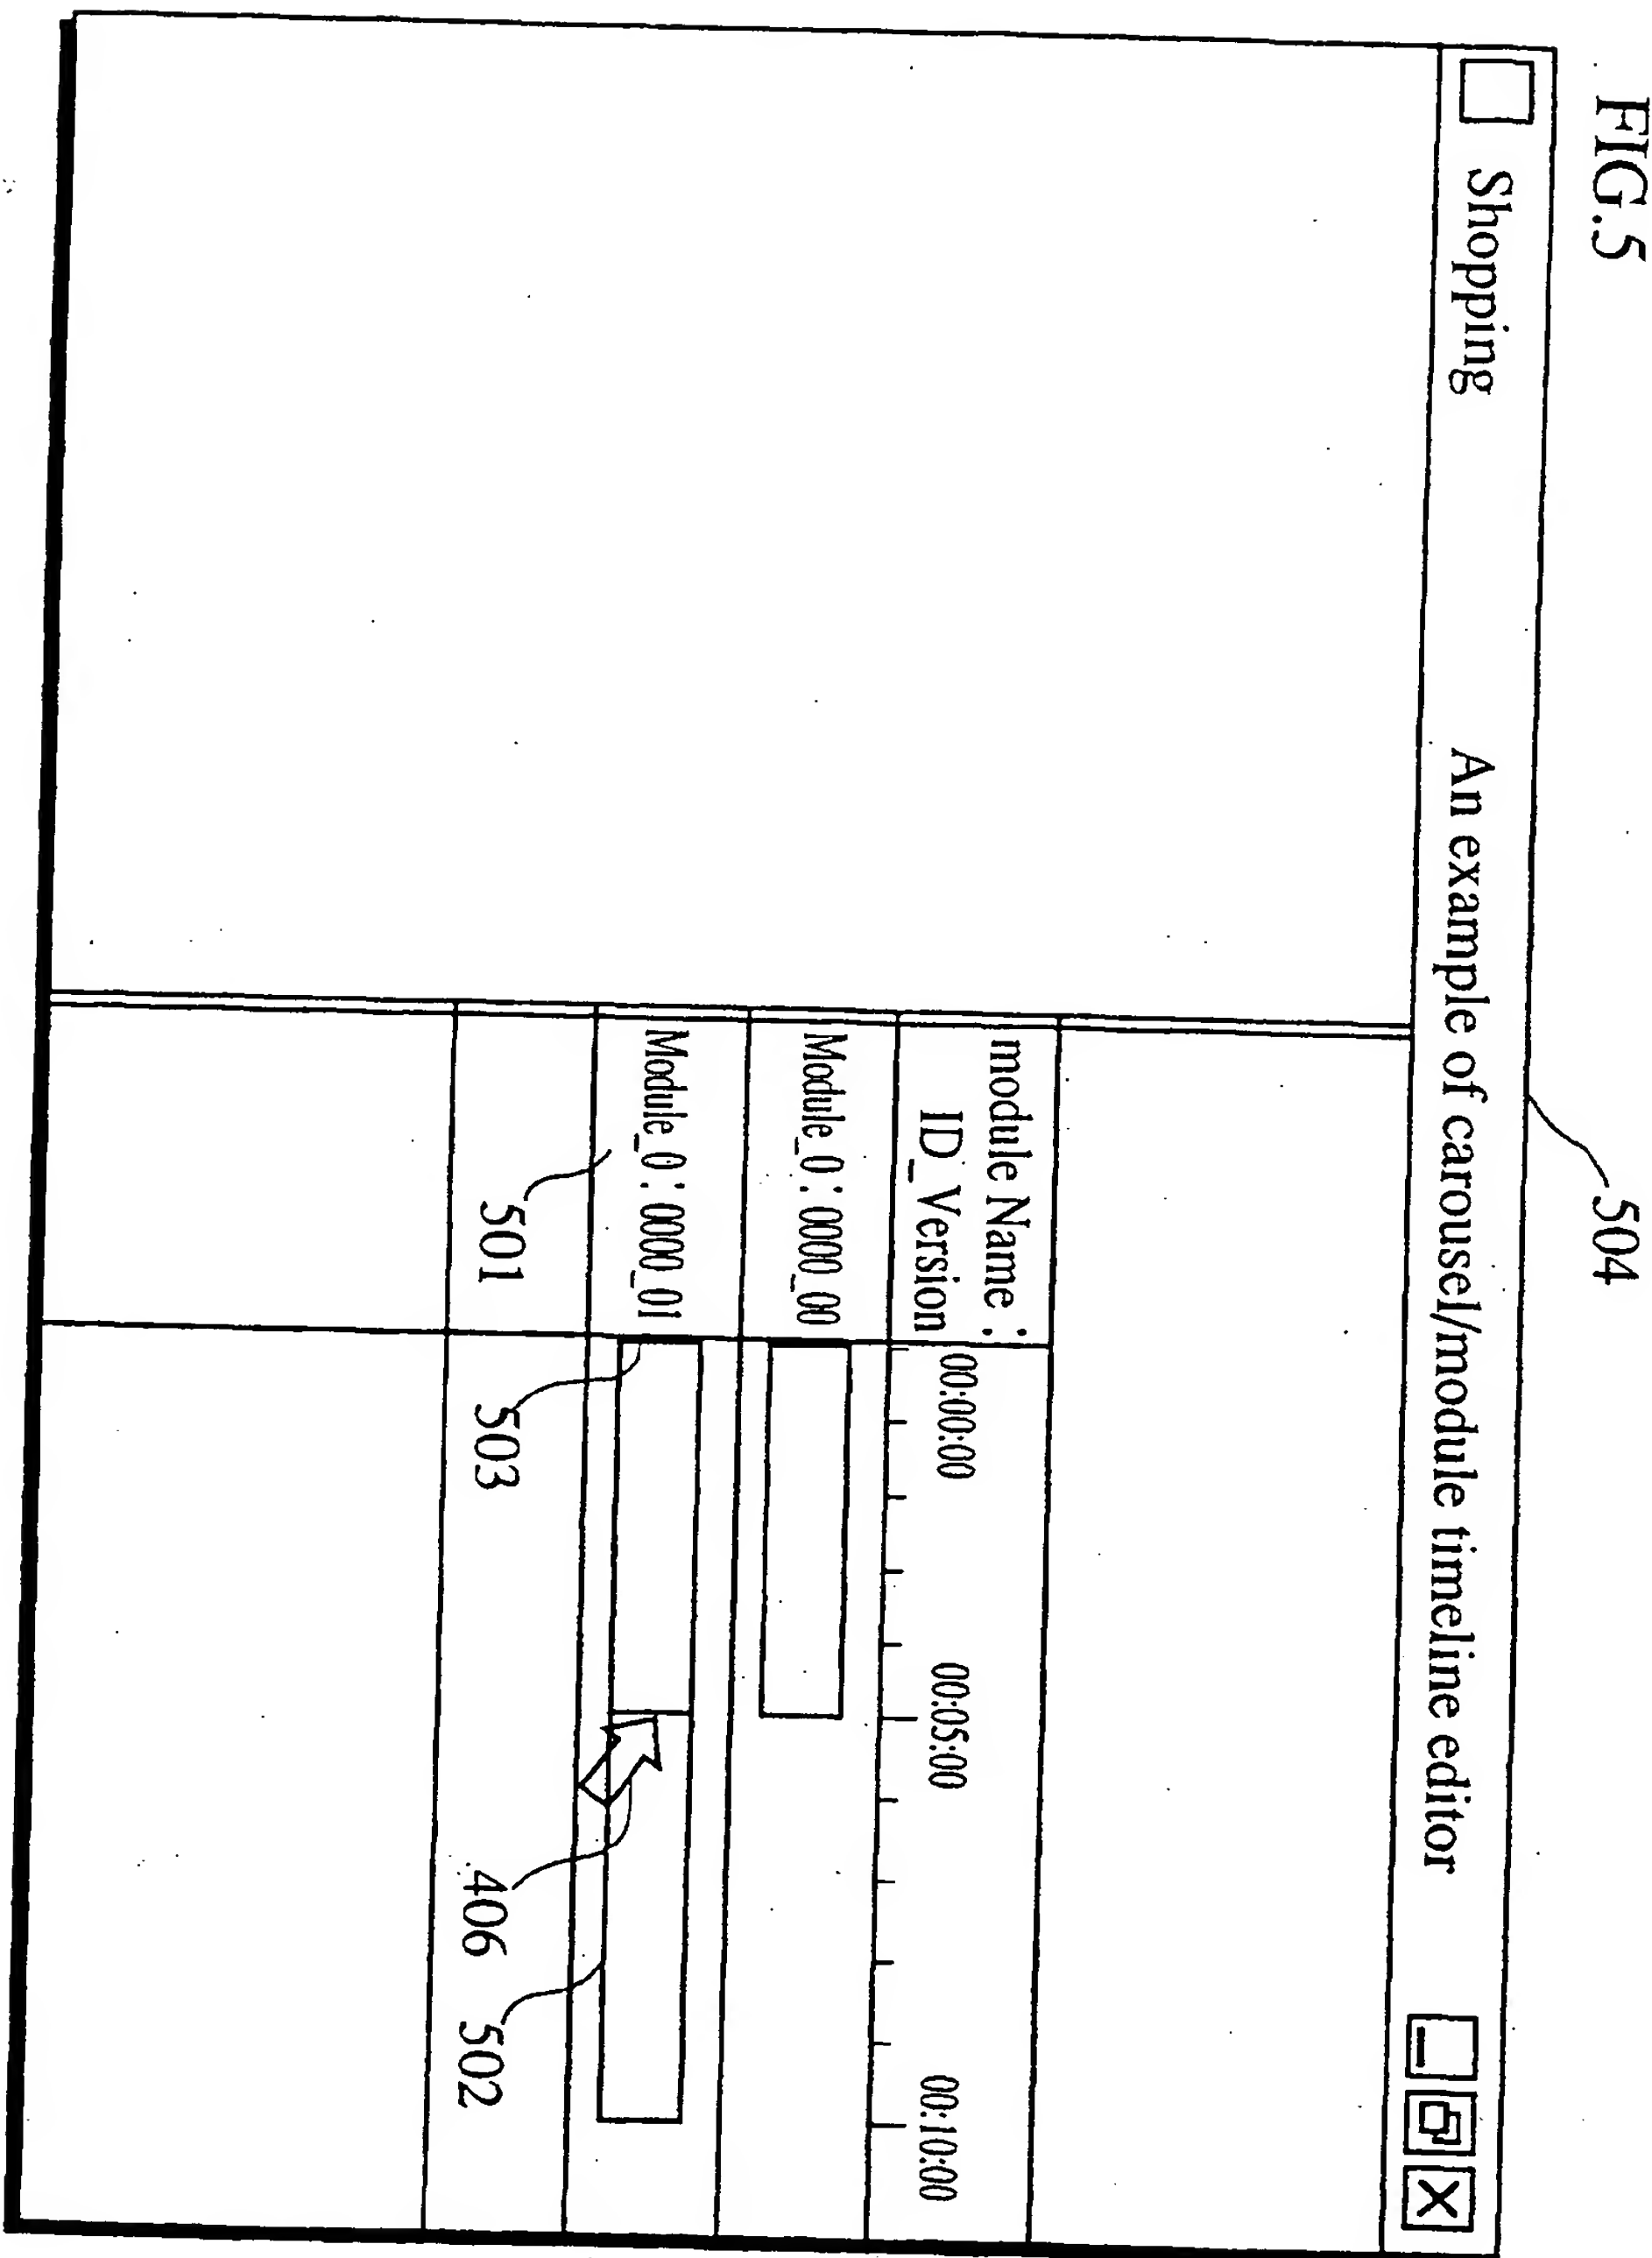 FIG.5
504
Shopping An example of carousel/module timeline editor
module Name :
ID_Version
00:00:00 00:05:00 00:10:00
Module_0 : 0000_00
Module_0 : 0000_01
501 503 406 502